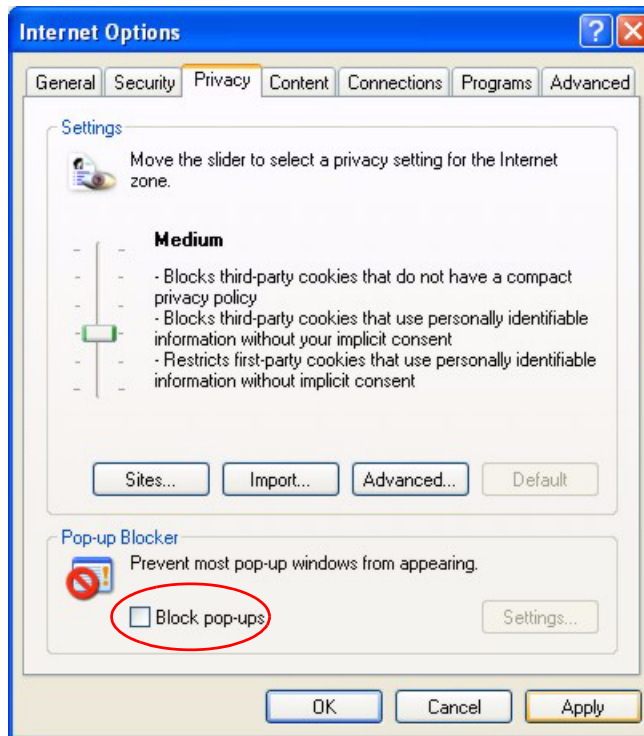 Internet Options
General Security Privacy Content Connections Programs Advanced
Settings
Move the slider to select a privacy setting for the Internet
zone.
Medium
- Blocks third-party cookies that do not have a compact
privacy policy
- Blocks third-party cookies that use personally identifiable
information without your implicit consent
- Restricts first-party cookies that use personally identifiable
information without implicit consent
Sites... Import... Advanced... Default
Pop-up Blocker
Prevent most pop-up windows from appearing.
Block pop-ups Settings...
OK Cancel Apply